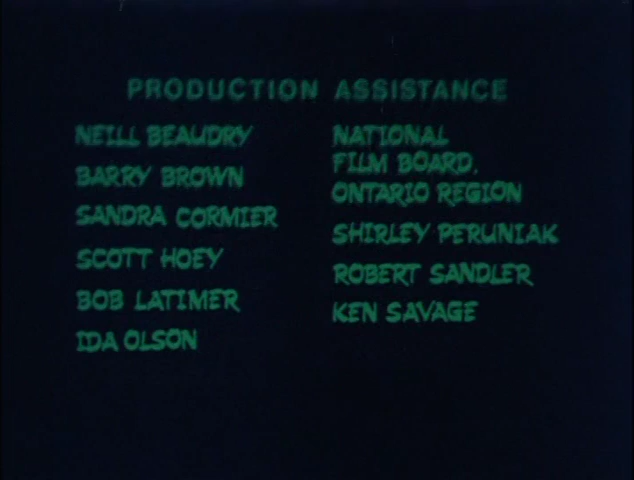 PRODUCTION ASSISTANCE
NEILL BEAUDRY
BARRY BROWN
SANDRA CORMIER
SCOTT HOEY
BOB LATIMER
IDA OLSON
NATIONAL
FILM BOARD,
ONTARIO REGION
SHIRLEY PERUNIAK
ROBERT SANDLER
KEN SAVAGE